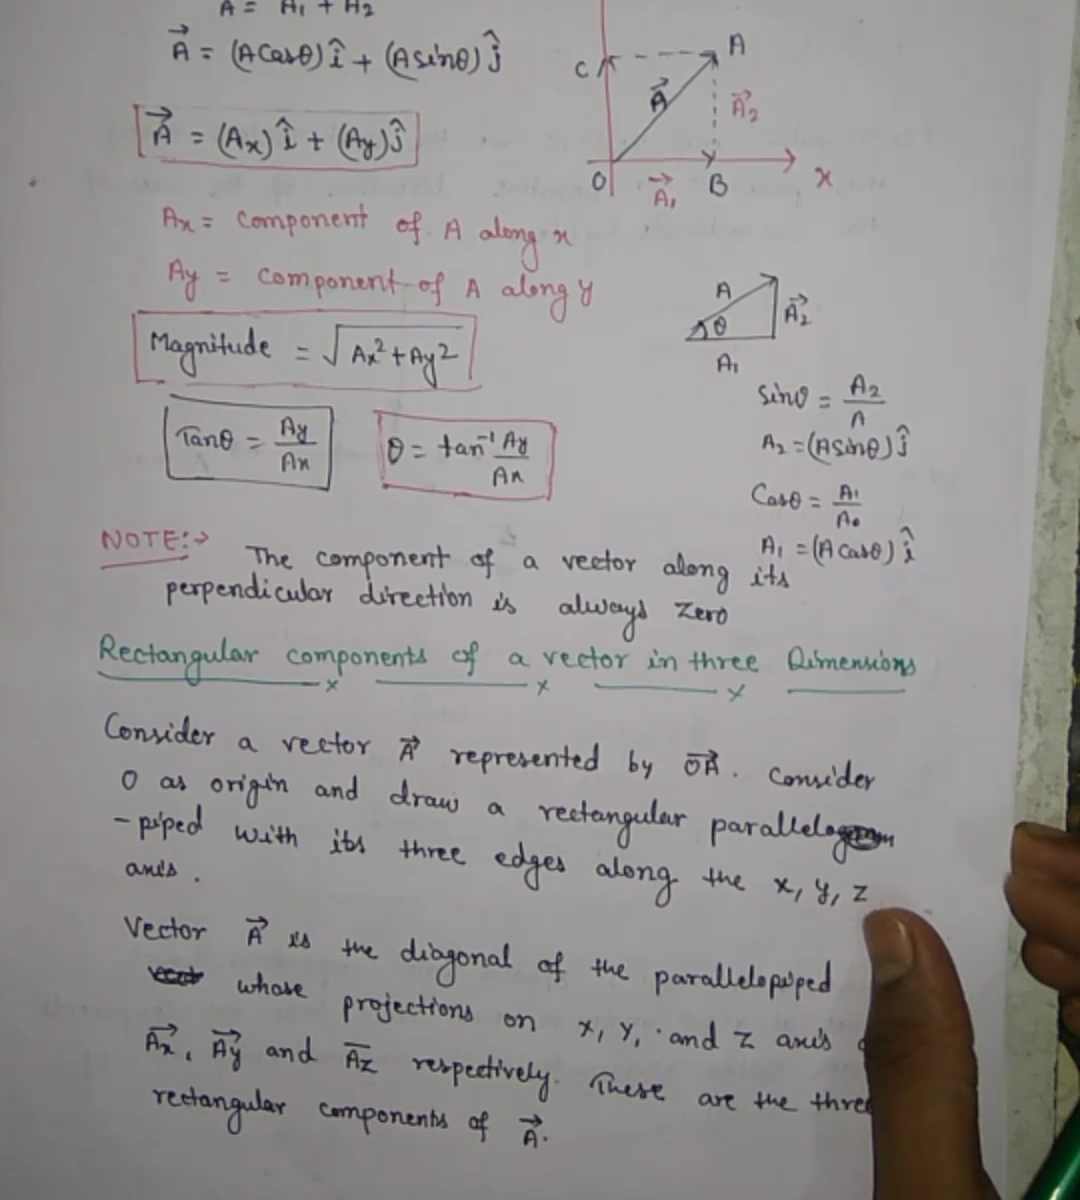 A = A₁ + A₂
A⃗ = (Acosθ) î + (Asinθ) ĵ
A⃗ = (Ax) î + (Ay) ĵ
C
A
A⃗
A⃗₂
O
A⃗₁
B
x
Ax = component of A along x
Ay = component of A along y
Magnitude = √Ax² + Ay²
Tanθ = Ay/Ax
θ = tan⁻¹ Ay/Ax
A
A⃗₂
θ
A₁
sinθ = A₂/A
A₂ = (Asinθ) ĵ
Cosθ = A₁/A
A₁ = (A cosθ) î
NOTE:→ The component of a vector along its
perpendicular direction is always zero
Rectangular components of a vector in three Dimensions
Consider a vector A⃗ represented by OA⃗. Consider
O as origin and draw a rectangular parallelo
-piped with its three edges along the x, y, z
axis.
Vector A⃗ is the diagonal of the parallelopiped
whose projections on x, y, and z axis
A⃗x, A⃗y and A̅z respectively. These are the three
rectangular components of A⃗.